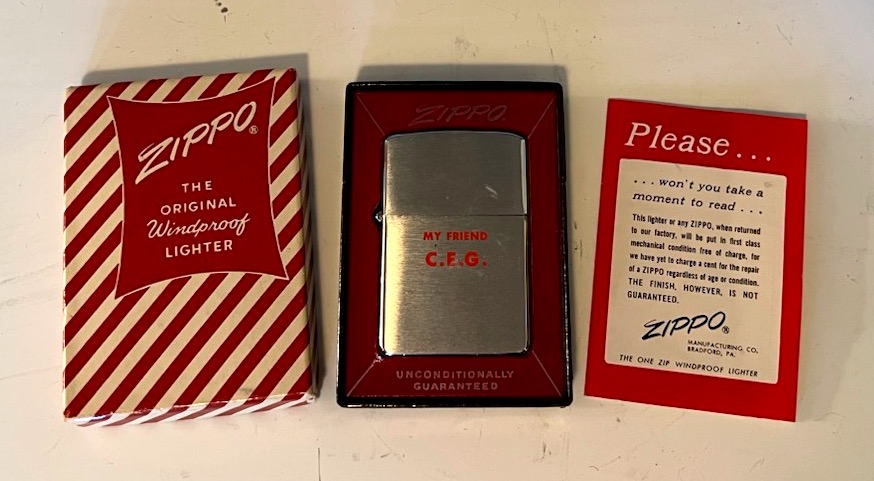 ZIPPO®
THE
ORIGINAL
Windproof
LIGHTER
ZIPPO
MY FRIEND
C.F.G.
UNCONDITIONALLY
GUARANTEED
Please...
...won't you take a
moment to read...
This lighter or any ZIPPO, when returned
to our factory, will be put in first class
mechanical condition free of charge, for
we have yet to charge a cent for the repair
of a ZIPPO regardless of age or condition.
THE FINISH, HOWEVER, IS NOT
GUARANTEED.
ZIPPO®
MANUFACTURING CO.
BRADFORD, PA.
THE ONE ZIP WINDPROOF LIGHTER